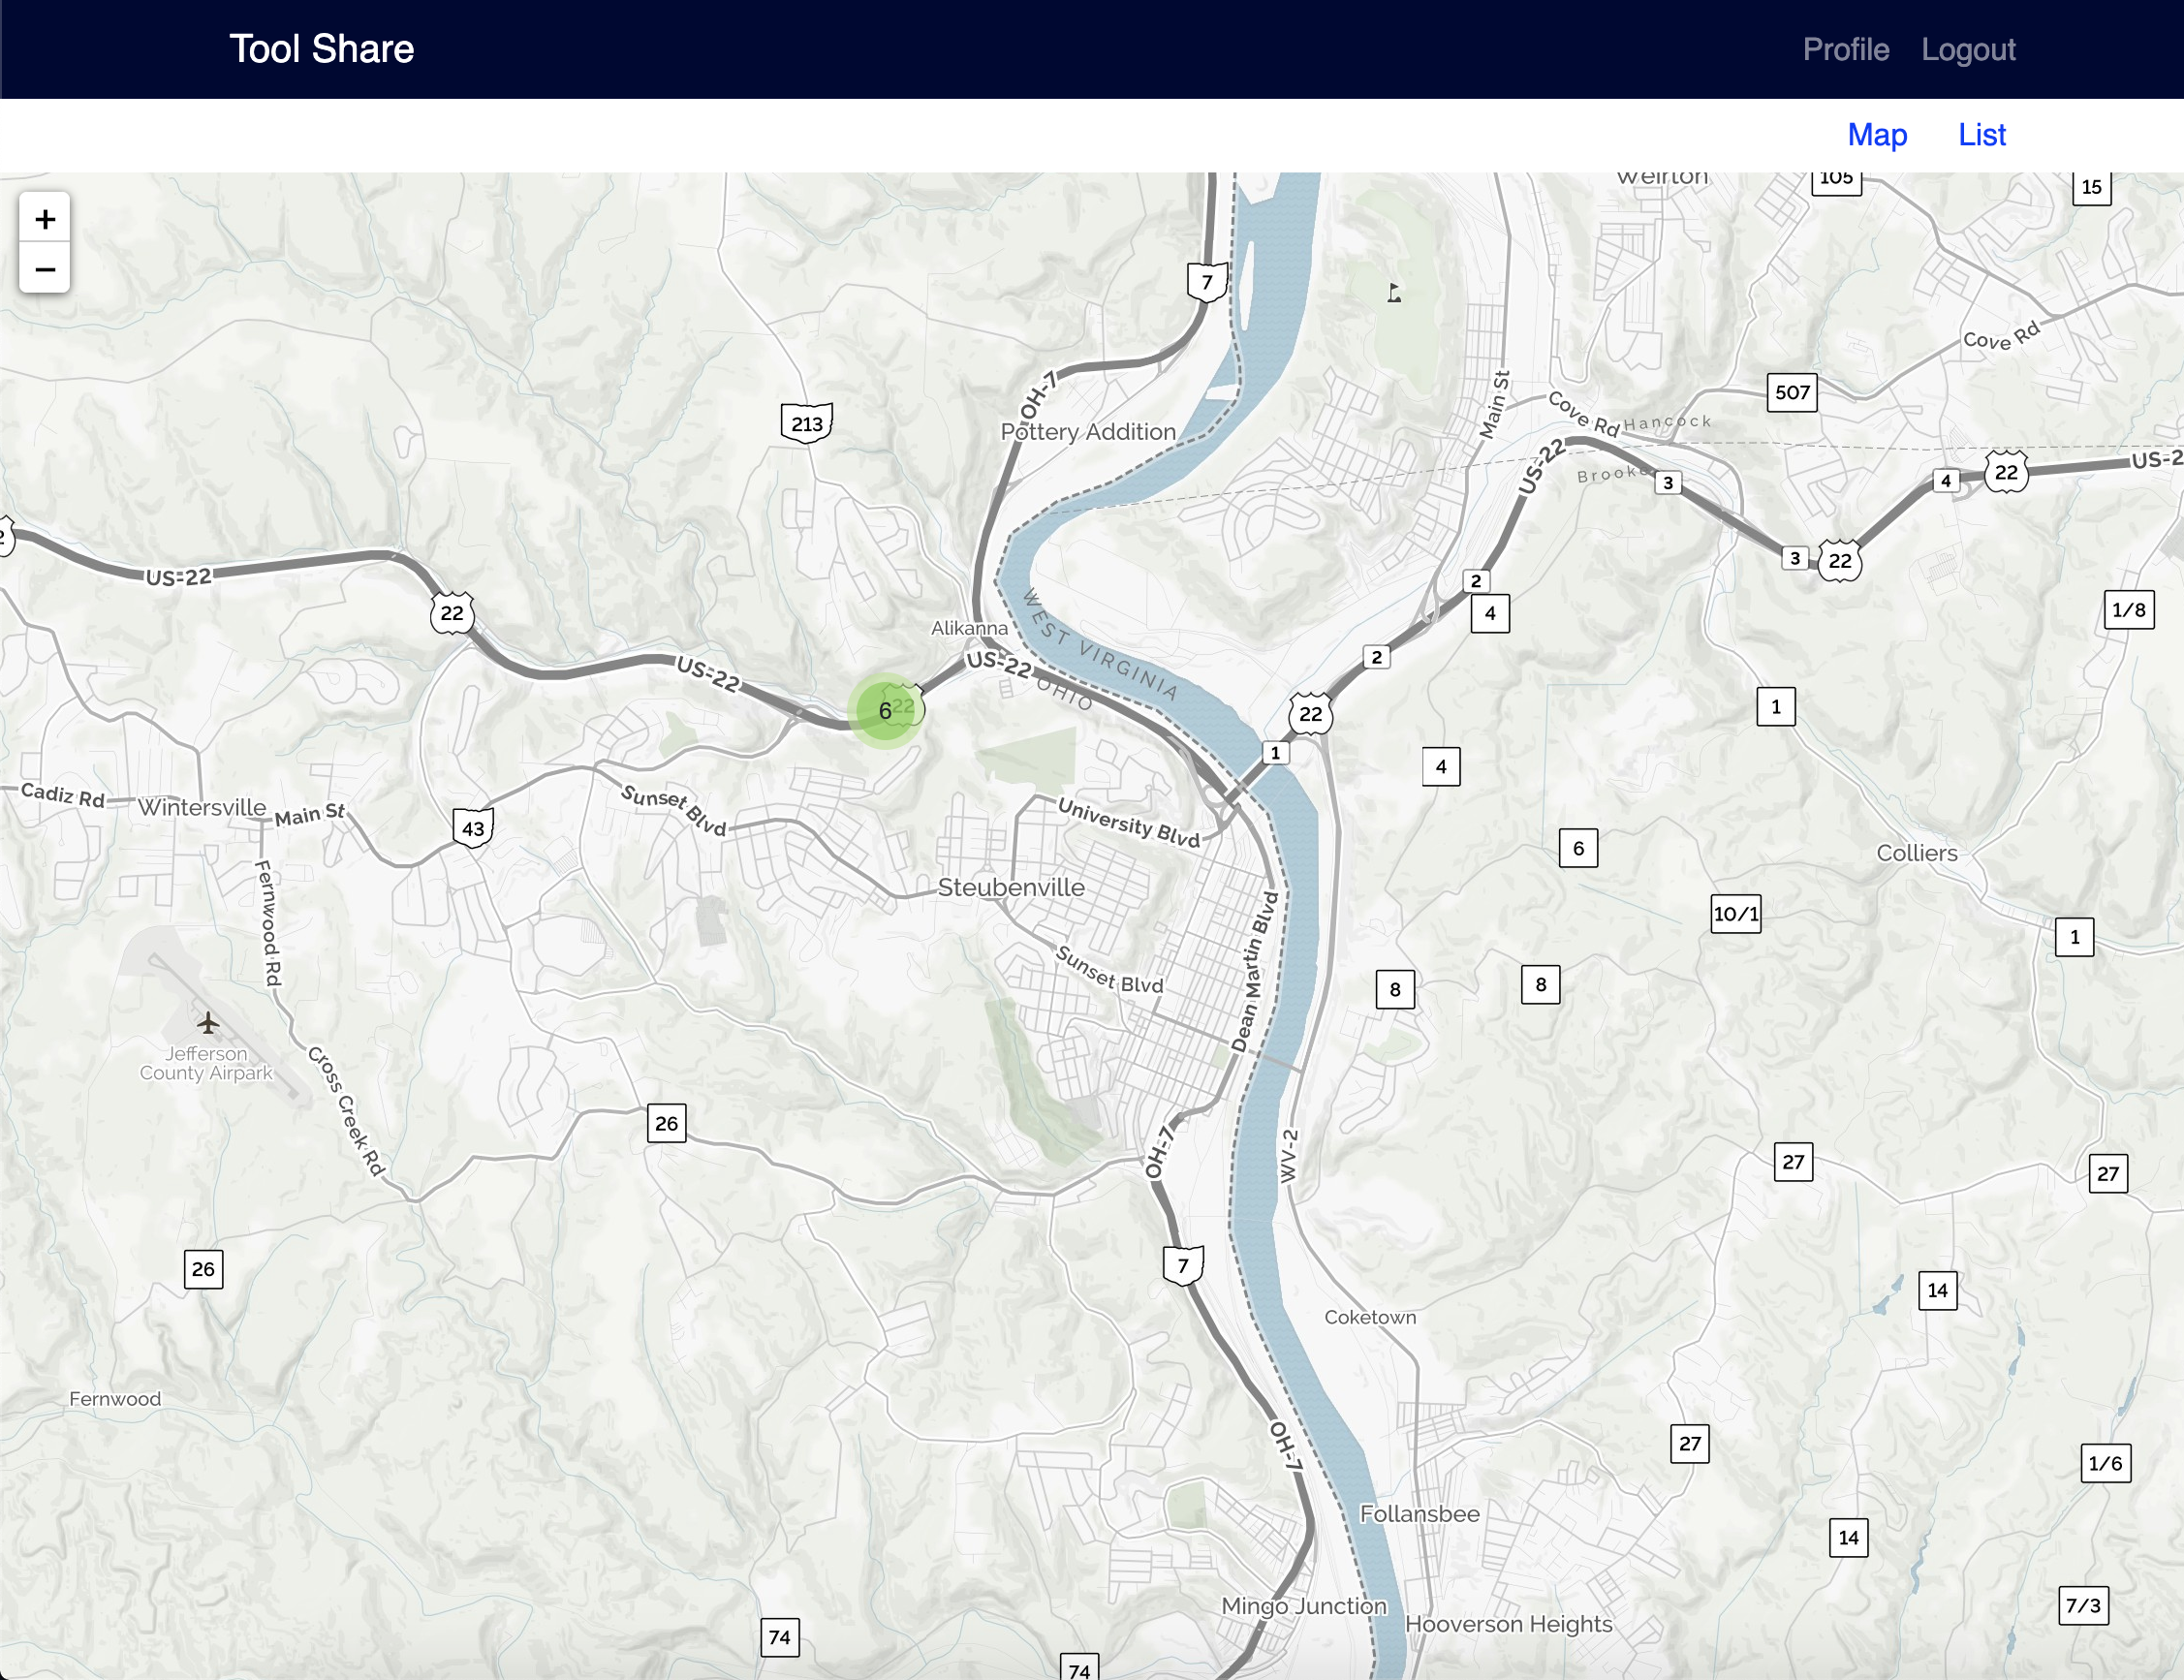 Tool Share
Profile Logout
Map List
+
−
Weirton
105
15
7
OH-7
Pottery Addition
213
Main St
Cove Rd
Hancock
507
Cove Rd
US-22
Brooke
3
4
22
3
22
US-22
22
2
4
1/8
Alikanna
US-22
WEST VIRGINIA
OHIO
US-22
6
22
2
22
1
1
4
Cadiz Rd
Wintersville
Main St
43
Sunset Blvd
University Blvd
6
Colliers
Fernwood Rd
Steubenville
10/1
1
Dean Martin Blvd
Sunset Blvd
8
8
Jefferson
County Airpark
Cross Creek Rd
26
OH-7
WV-2
27
27
26
7
14
Coketown
Fernwood
OH-7
27
1/6
Follansbee
14
74
Mingo Junction
Hooverson Heights
7/3
74